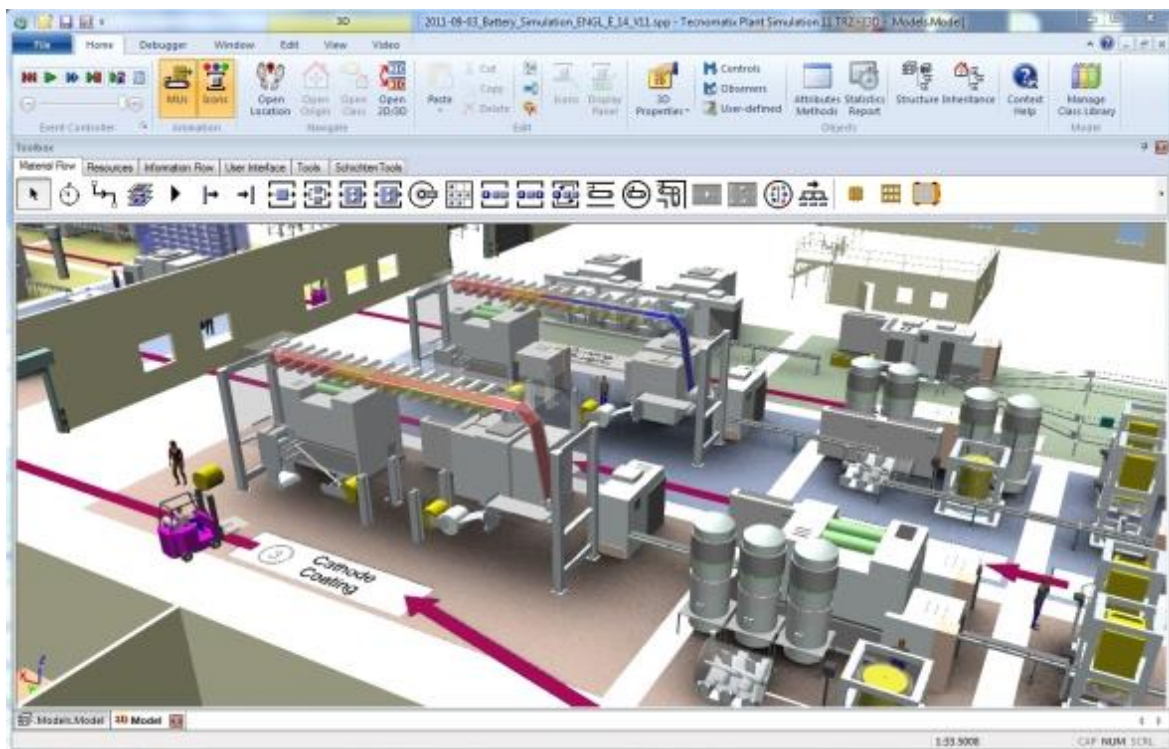 3D
2011-09-03_Battery_Simulation_ENGL_E_14_V11.spp - Tecnomatix Plant Simulation 11 TR2 - [3D - .Models.Model]
File Home Debugger Window Edit View Video
MUs
Icons
Open Location
Open Origin
Open Class
Open 2D/3D
Paste
Cut
Copy
Delete
Icons
Display Panel
3D Properties
Controls
Observers
User-defined
Attributes Methods
Statistics Report
Structure
Inheritance
Context Help
Manage Class Library
Event Controller
Animation
Navigate
Edit
Objects
Model
Toolbox
Material Flow Resources Information Flow User Interface Tools Schichten Tools
3
Cathode
Coating
.Models.Model 3D Model
1:33.5008 CAP NUM SCRL